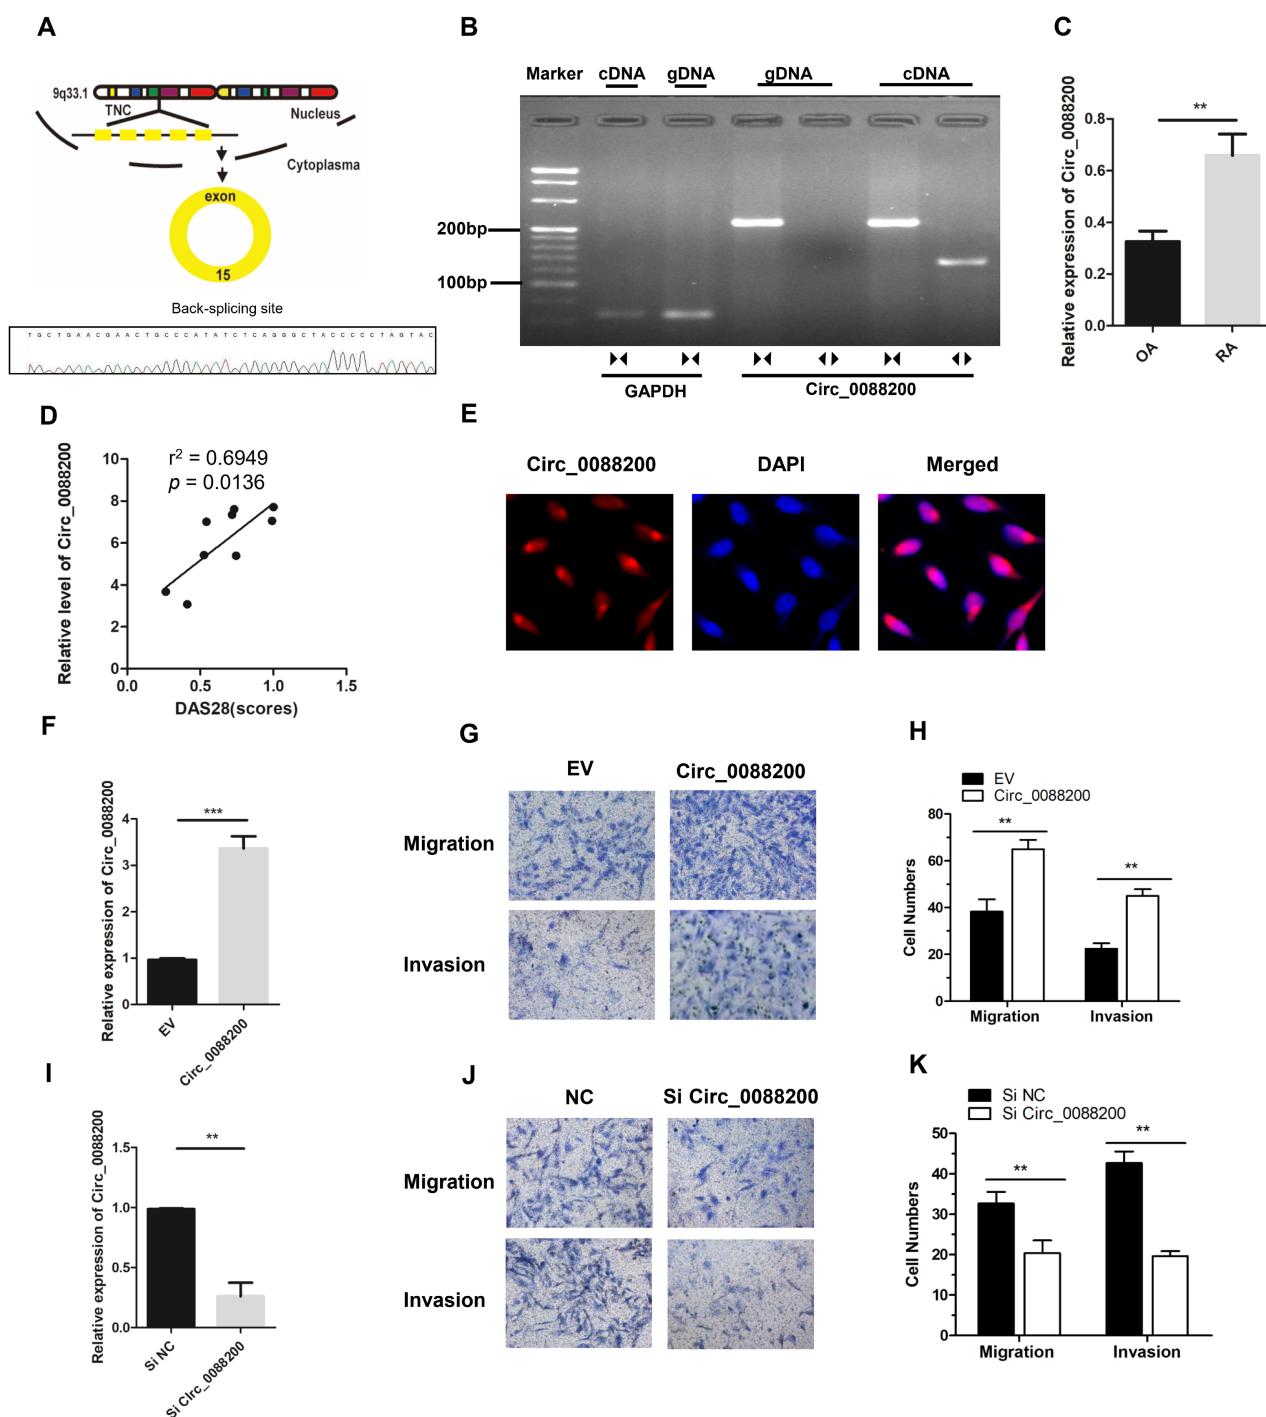 A
9q33.1
TNC
Nucleus
Cytoplasma
exon
15
Back-splicing site
T G C T G A A C G A A C T G C C C A T A T C T C A G G G C T A C C C C C T A G T A C
B
Marker cDNA gDNA gDNA cDNA
200bp
100bp
GAPDH Circ_0088200
C
Relative expression of Circ_0088200
**
0.8
0.6
0.4
0.2
0.0
OA RA
D
Relative level of Circ_0088200
r² = 0.6949
p = 0.0136
10
8
6
4
2
0
0.0 0.5 1.0 1.5
DAS28(scores)
E
Circ_0088200 DAPI Merged
F
Relative expression of Circ_0088200
***
4
3
2
1
0
EV Circ_0088200
G
EV Circ_0088200
Migration
Invasion
H
EV
Circ_0088200
Cell Numbers
80
60
40
20
0
** **
Migration Invasion
I
Relative expression of Circ_0088200
**
1.5
1.0
0.5
0.0
Si NC Si CIrc_0088200
J
NC Si Circ_0088200
Migration
Invasion
K
Si NC
Si Circ_0088200
Cell Numbers
50
40
30
20
10
0
** **
Migration Invasion